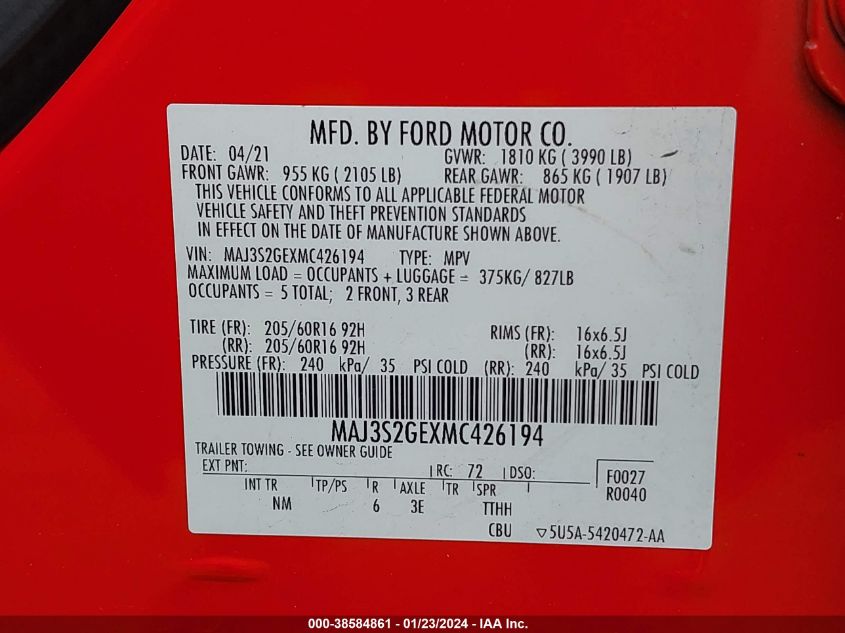 MFD. BY FORD MOTOR CO.
DATE: 04/21 GVWR: 1810 KG ( 3990 LB)
FRONT GAWR: 955 KG ( 2105 LB) REAR GAWR: 865 KG ( 1907 LB)
THIS VEHICLE CONFORMS TO ALL APPLICABLE FEDERAL MOTOR
VEHICLE SAFETY AND THEFT PREVENTION STANDARDS
IN EFFECT ON THE DATE OF MANUFACTURE SHOWN ABOVE.
VIN: MAJ3S2GEXMC426194 TYPE: MPV
MAXIMUM LOAD = OCCUPANTS + LUGGAGE = 375KG/ 827LB
OCCUPANTS = 5 TOTAL; 2 FRONT, 3 REAR
TIRE (FR): 205/60R16 92H RIMS (FR): 16x6.5J
(RR): 205/60R16 92H (RR): 16x6.5J
PRESSURE (FR): 240 kPa/ 35 PSI COLD (RR): 240 kPa/ 35 PSI COLD
MAJ3S2GEXMC426194
TRAILER TOWING - SEE OWNER GUIDE
EXT PNT: RC: 72 DSO: F0027
R0040
INT TR TP/PS R AXLE TR SPR
NM 6 3E TTHH
CBU ▽5U5A-5420472-AA
000-38584861 - 01/23/2024 - IAA Inc.